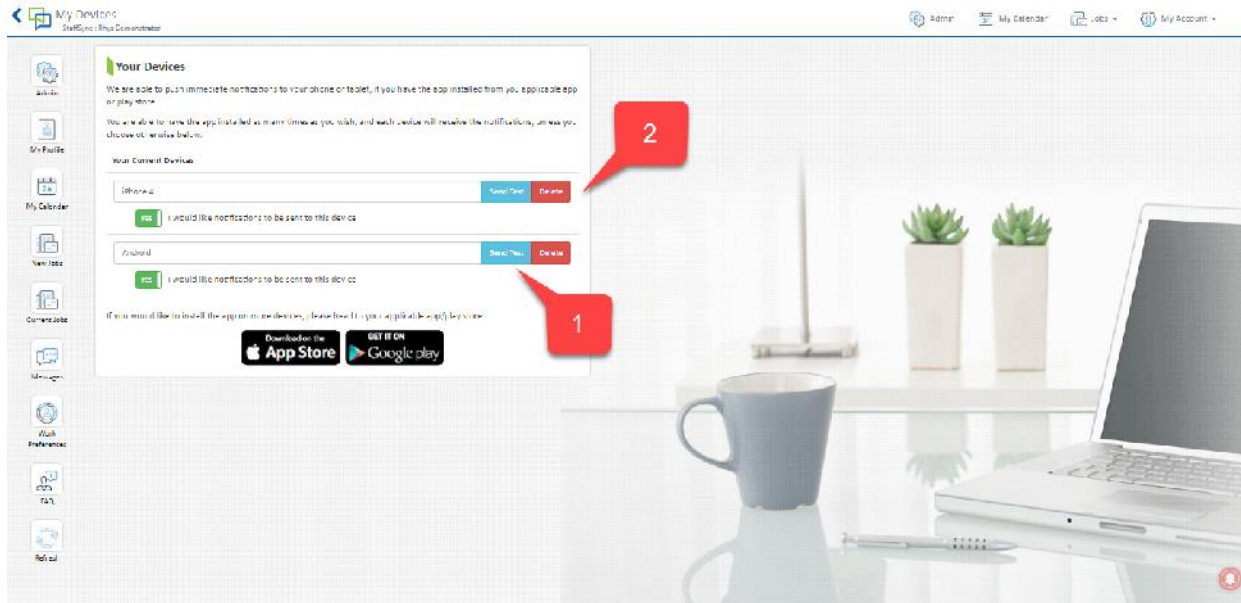 My Devices
StaffSync : Rhys Demonstrator
Admin
My Calendar
Jobs
My Account
Admin
My Profile
My Calendar
New Jobs
Current Jobs
Messages
Work
Preferences
FAQ
Refresh
Your Devices
We are able to push immediate notifications to your phone or tablet, if you have the app installed from you applicable app
or play store
You are able to have the app installed as many times as you wish, and each device will receive the notifications, unless you
choose otherwise below.
Your Current Devices
iPhone 4
Send Test
Delete
YES
I would like notifications to be sent to this device
Android
Send Test
Delete
YES
I would like notifications to be sent to this device
If you would like to install the app on more devices, please head to your applicable app/play store
Download on the
App Store
GET IT ON
Google play
2
1